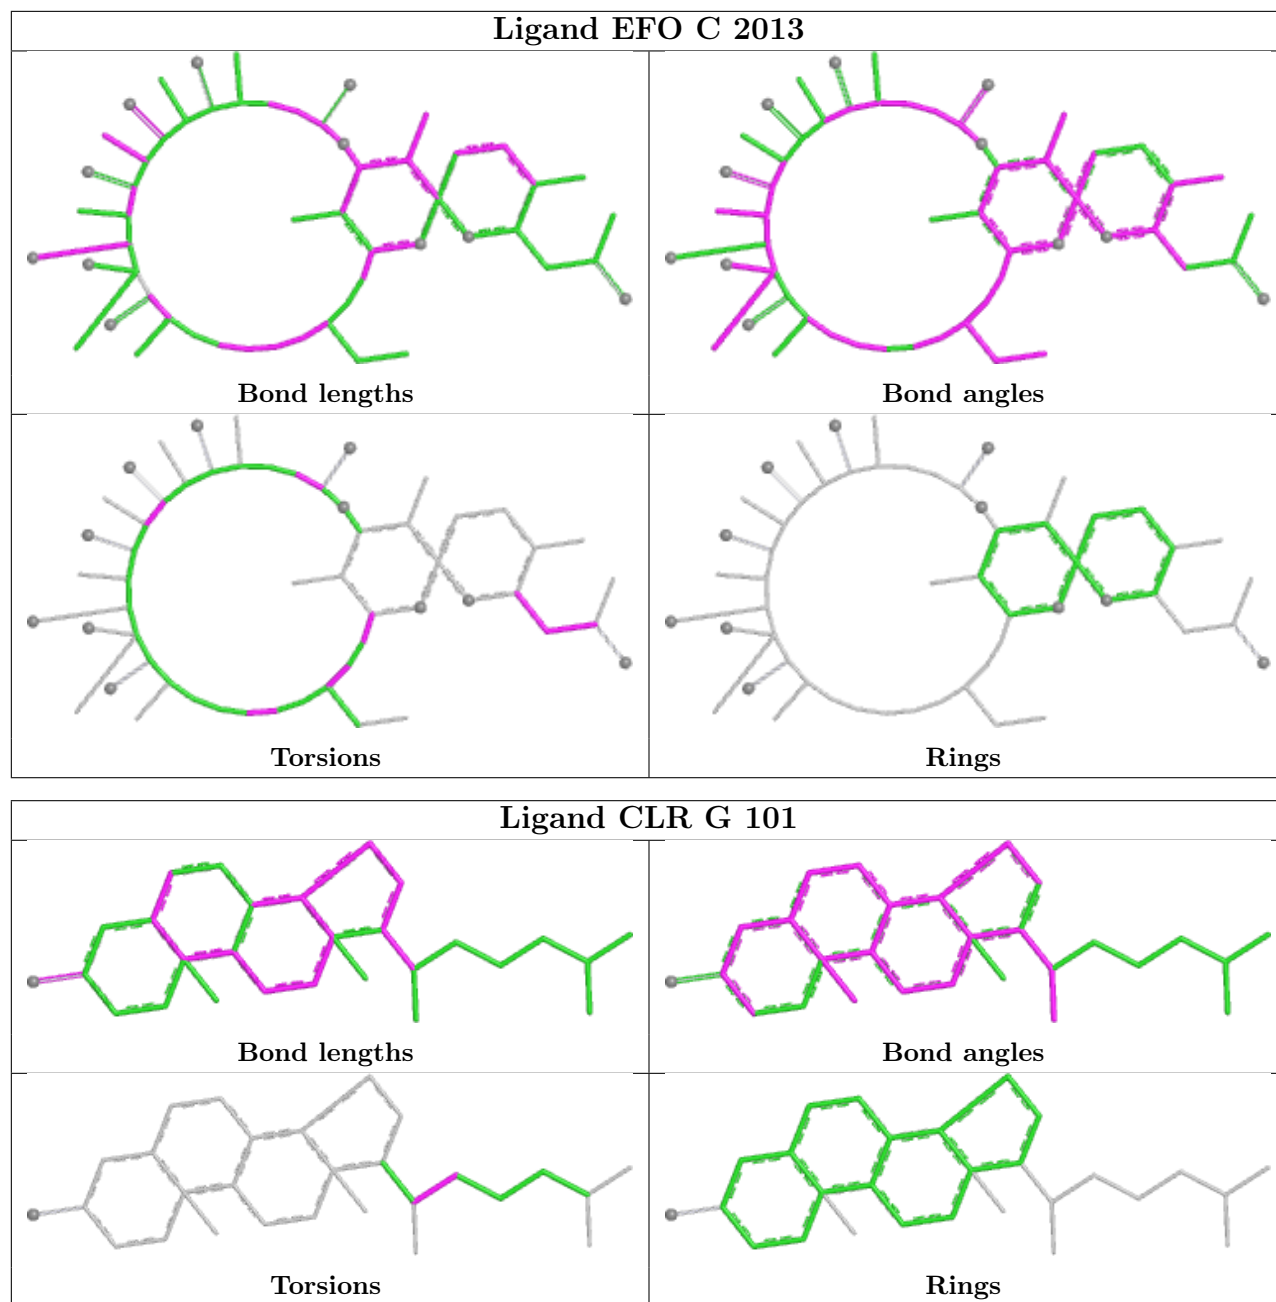 Ligand EFO C 2013
Bond lengths
Bond angles
Torsions
Rings
Ligand CLR G 101
Bond lengths
Bond angles
Torsions
Rings